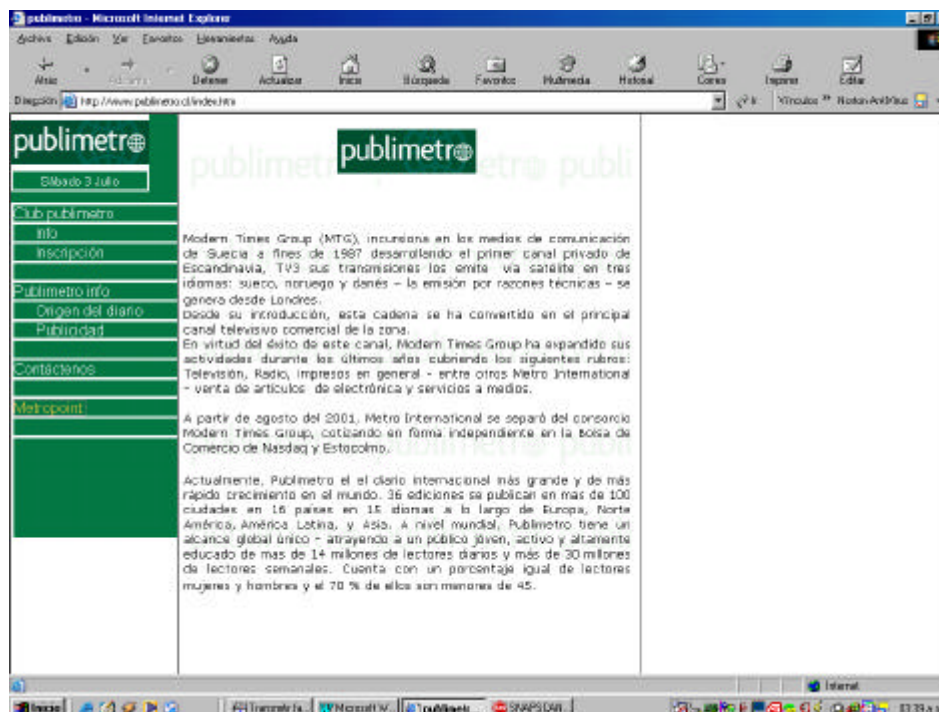 publimetro - Microsoft Internet Explorer
Archivo Edición Ver Favoritos Herramientas Ayuda
Atrás Adelante Detener Actualizar Inicio Búsqueda Favoritos Multimedia Historial Correo Imprimir Editar
Dirección http://www.publimetro.cl/index.htm Ir Vínculos Norton AntiVirus
publimetro
Sábado 3 Julio
Club publimetro
Info
Inscripción
Publimetro info
Origen del diario
Publicidad
Contáctenos
Metropoint
publimetro
Modern Times Group (MTG), incursiona en los medios de comunicación
de Suecia a fines de 1987 desarrollando el primer canal privado de
Escandinavia, TV3 sus transmisiones los emite vía satélite en tres
idiomas: sueco, noruego y danés – la emisión por razones técnicas – se
genera desde Londres.
Desde su introducción, esta cadena se ha convertido en el principal
canal televisivo comercial de la zona.
En virtud del éxito de este canal, Modern Times Group ha expandido sus
actividades durante los últimos años cubriendo los siguientes rubros:
Televisión, Radio, impresos en general - entre otros Metro International
– venta de artículos de electrónica y servicios a medios.
A partir de agosto del 2001, Metro International se separó del consorcio
Modern Times Group, cotizando en forma independiente en la Bolsa de
Comercio de Nasdaq y Estocolmo.
Actualmente, Publimetro el el diario internacional más grande y de más
rápido crecimiento en el mundo. 36 ediciones se publican en mas de 100
ciudades en 16 países en 15 idiomas a lo largo de Europa, Norte
América, América Latina, y Asia. A nivel mundial, Publimetro tiene un
alcance global único - atrayendo a un público jóven, activo y altamente
educado de mas de 14 millones de lectores diarios y más de 30 millones
de lectores semanales. Cuenta con un porcentaje igual de lectores
mujeres y hombres y el 70 % de ellos son menores de 45.
Internet
Inicio Microsoft W... publimetr...